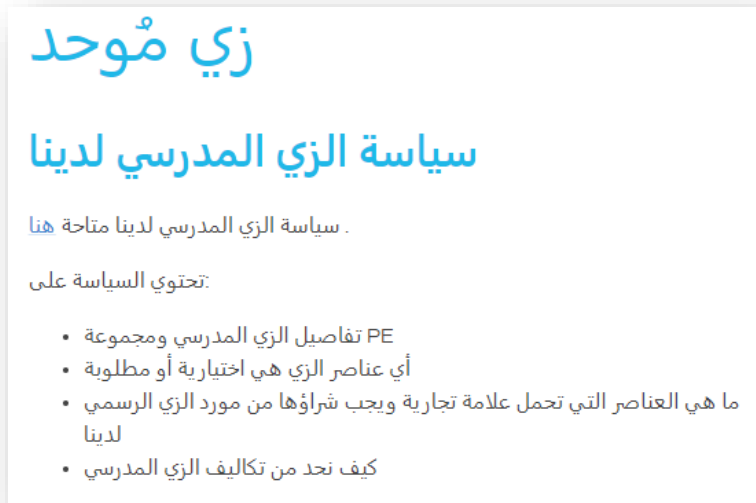 زي مُوحد
سياسة الزي المدرسي لدينا
سياسة الزي المدرسي لدينا متاحة هنا .
تحتوي السياسة على:
• تفاصيل الزي المدرسي ومجموعة PE
• أي عناصر الزي هي اختيارية أو مطلوبة
• ما هي العناصر التي تحمل علامة تجارية ويجب شراؤها من مورد الزي الرسمي
لدينا
• كيف نحد من تكاليف الزي المدرسي